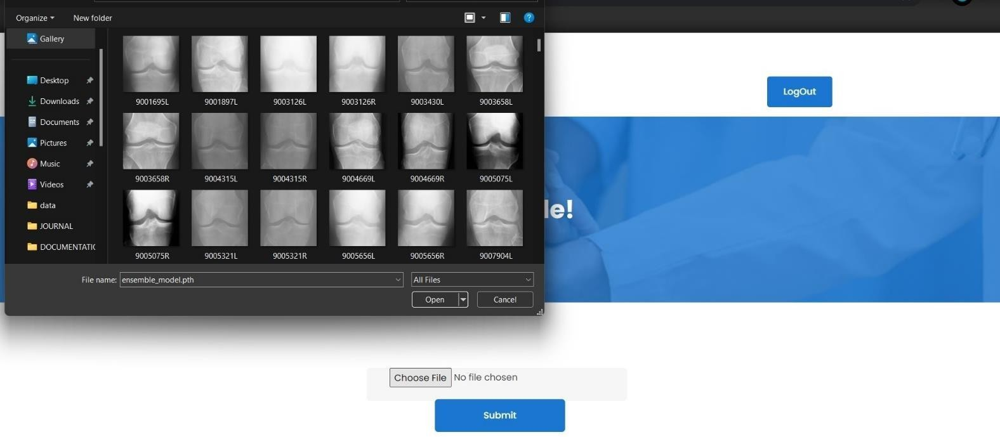 Organize New folder
Gallery
Desktop
Downloads
Documents
Pictures
Music
Videos
data
JOURNAL
DOCUMENTATIC
9001695L 9001897L 9003126L 9003126R 9003430L 9003658L
9003658R 9004315L 9004315R 9004669L 9004669R 9005075L
9005075R 9005321L 9005321R 9005656L 9005656R 9007904L
File name: ensemble_model.pth All Files
Open Cancel
LogOut
le!
Choose File No file chosen
Submit